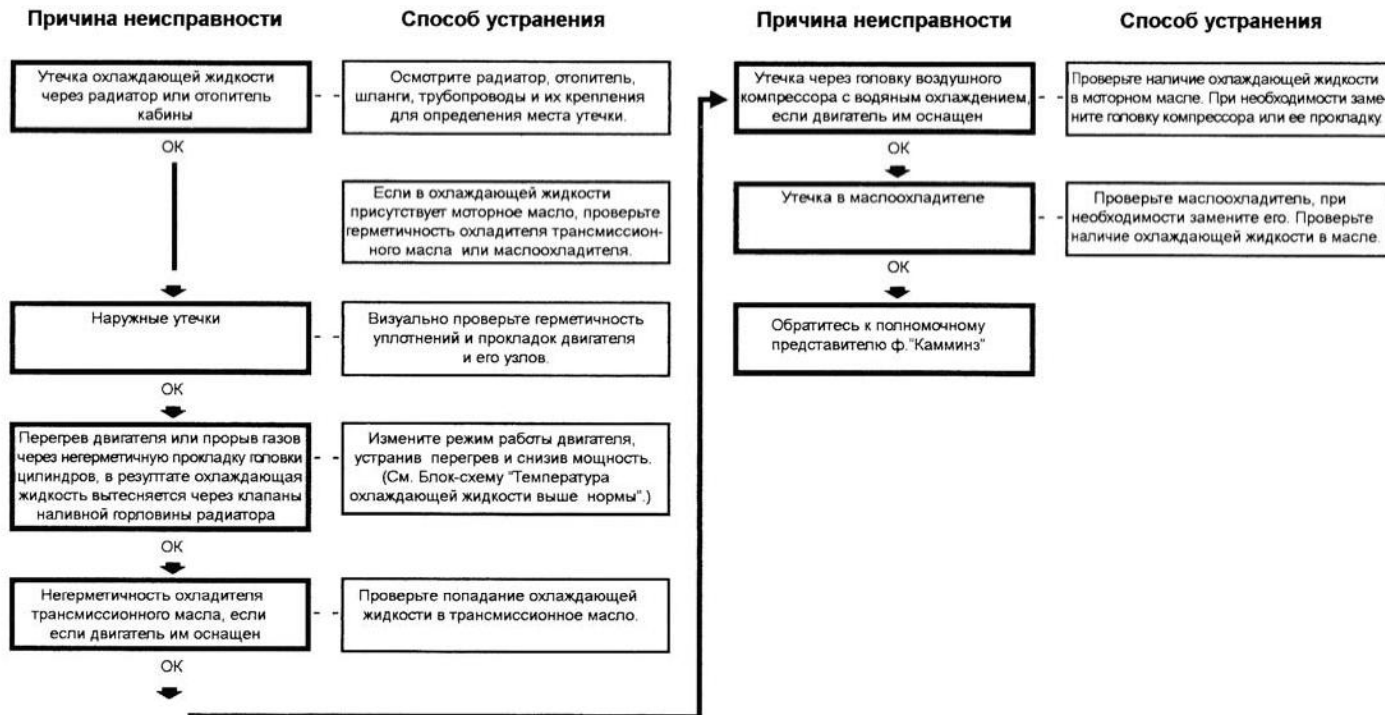 Причина неисправности
Способ устранения
Утечка охлаждающей жидкости
через радиатор или отопитель
кабины
Осмотрите радиатор, отопитель,
шланги, трубопроводы и их крепления
для определения места утечки.
ОК
Если в охлаждающей жидкости
присутствует моторное масло, проверьте
герметичность охладителя трансмиссион-
ного масла или маслоохладителя.
Наружные утечки
Визуально проверьте герметичность
уплотнений и прокладок двигателя
и его узлов.
ОК
Перегрев двигателя или прорыв газов
через негерметичную прокладку головки
цилиндров, в резултате охлаждающая
жидкость вытесняется через клапаны
наливной горловины радиатора
Измените режим работы двигателя,
устранив перегрев и снизив мощность.
(См. Блок-схему "Температура
охлаждающей жидкости выше нормы".)
ОК
Негерметичность охладителя
трансмиссионного масла, если
если двигатель им оснащен
Проверьте попадание охлаждающей
жидкости в трансмиссионное масло.
ОК
Причина неисправности
Способ устранения
Утечка через головку воздушного
компрессора с водяным охлаждением,
если двигатель им оснащен
Проверьте наличие охлаждающей жидкости
в моторном масле. При необходимости заме-
ните головку компрессора или ее прокладку.
ОК
Утечка в маслоохладителе
Проверьте маслоохладитель, при
необходимости замените его. Проверьте
наличие охлаждающей жидкости в масле.
ОК
Обратитесь к полномочному
представителю ф."Камминз"